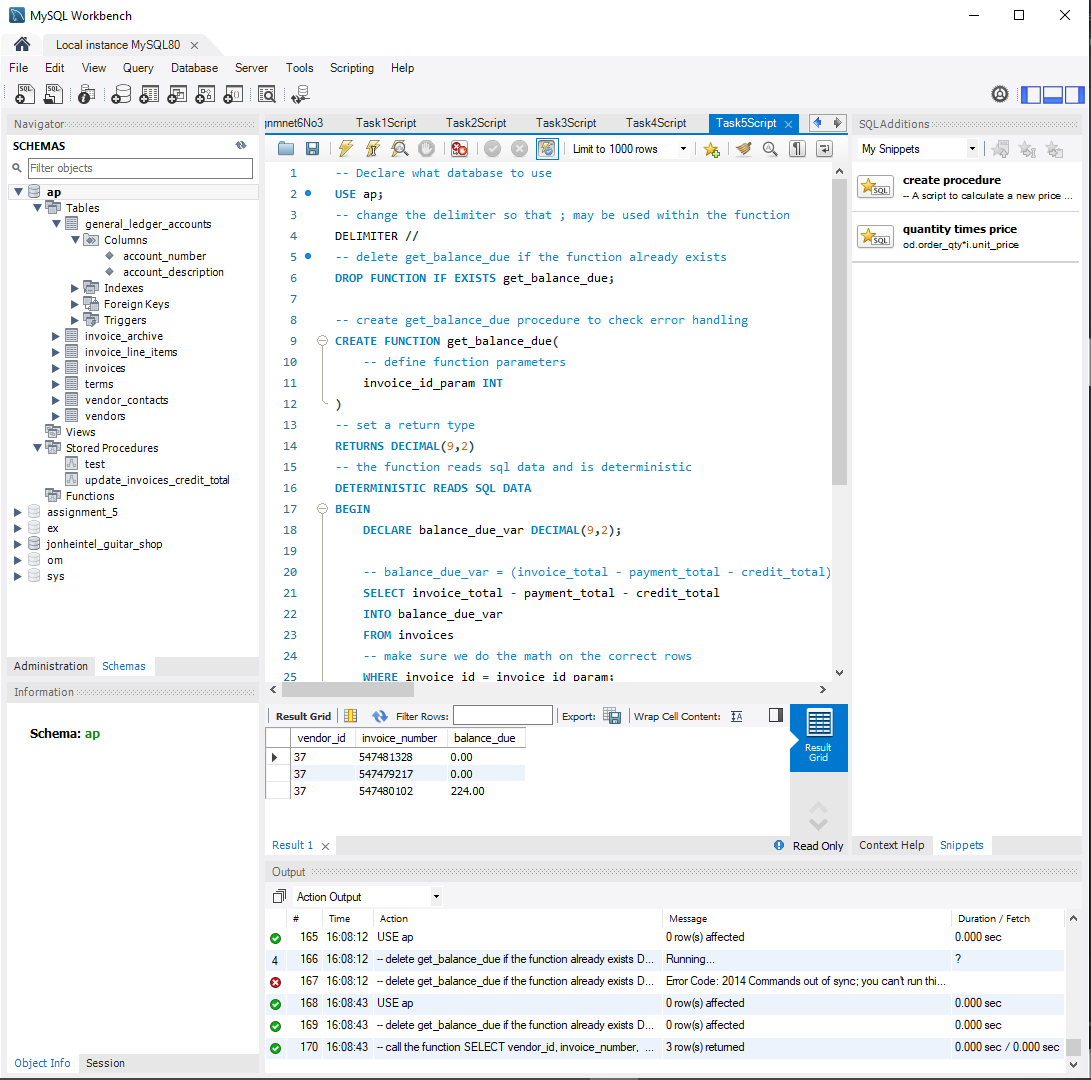 MySQL Workbench
Local instance MySQL80
File Edit View Query Database Server Tools Scripting Help
Navigator
SCHEMAS
Filter objects
ap
Tables
general_ledger_accounts
Columns
account_number
account_description
Indexes
Foreign Keys
Triggers
invoice_archive
invoice_line_items
invoices
terms
vendor_contacts
vendors
Views
Stored Procedures
test
update_invoices_credit_total
Functions
assignment_5
ex
jonheintel_guitar_shop
om
sys
Administration Schemas
Information
Schema: ap
Object Info Session
gnmnet6No3 Task1Script Task2Script Task3Script Task4Script Task5Script
Limit to 1000 rows
1 -- Declare what database to use
2 USE ap;
3 -- change the delimiter so that ; may be used within the function
4 DELIMITER //
5 -- delete get_balance_due if the function already exists
6 DROP FUNCTION IF EXISTS get_balance_due;
7
8 -- create get_balance_due procedure to check error handling
9 CREATE FUNCTION get_balance_due(
10 -- define function parameters
11 invoice_id_param INT
12 )
13 -- set a return type
14 RETURNS DECIMAL(9,2)
15 -- the function reads sql data and is deterministic
16 DETERMINISTIC READS SQL DATA
17 BEGIN
18 DECLARE balance_due_var DECIMAL(9,2);
19
20 -- balance_due_var = (invoice_total - payment_total - credit_total)
21 SELECT invoice_total - payment_total - credit_total
22 INTO balance_due_var
23 FROM invoices
24 -- make sure we do the math on the correct rows
25 WHERE invoice_id = invoice_id_param;
Result Grid Filter Rows: Export: Wrap Cell Content:
vendor_id invoice_number balance_due
37 547481328 0.00
37 547479217 0.00
37 547480102 224.00
Result Grid
Result 1 Read Only
SQLAdditions
My Snippets
SQL
create procedure
-- A script to calculate a new price ...
SQL
quantity times price
od.order_qty*i.unit_price
Context Help Snippets
Output
Action Output
# Time Action Message Duration / Fetch
165 16:08:12 USE ap 0 row(s) affected 0.000 sec
4 166 16:08:12 -- delete get_balance_due if the function already exists D... Running... ?
167 16:08:12 -- delete get_balance_due if the function already exists D... Error Code: 2014 Commands out of sync; you can't run thi...
168 16:08:43 USE ap 0 row(s) affected 0.000 sec
169 16:08:43 -- delete get_balance_due if the function already exists D... 0 row(s) affected 0.000 sec
170 16:08:43 -- call the function SELECT vendor_id, invoice_number, ... 3 row(s) returned 0.000 sec / 0.000 sec